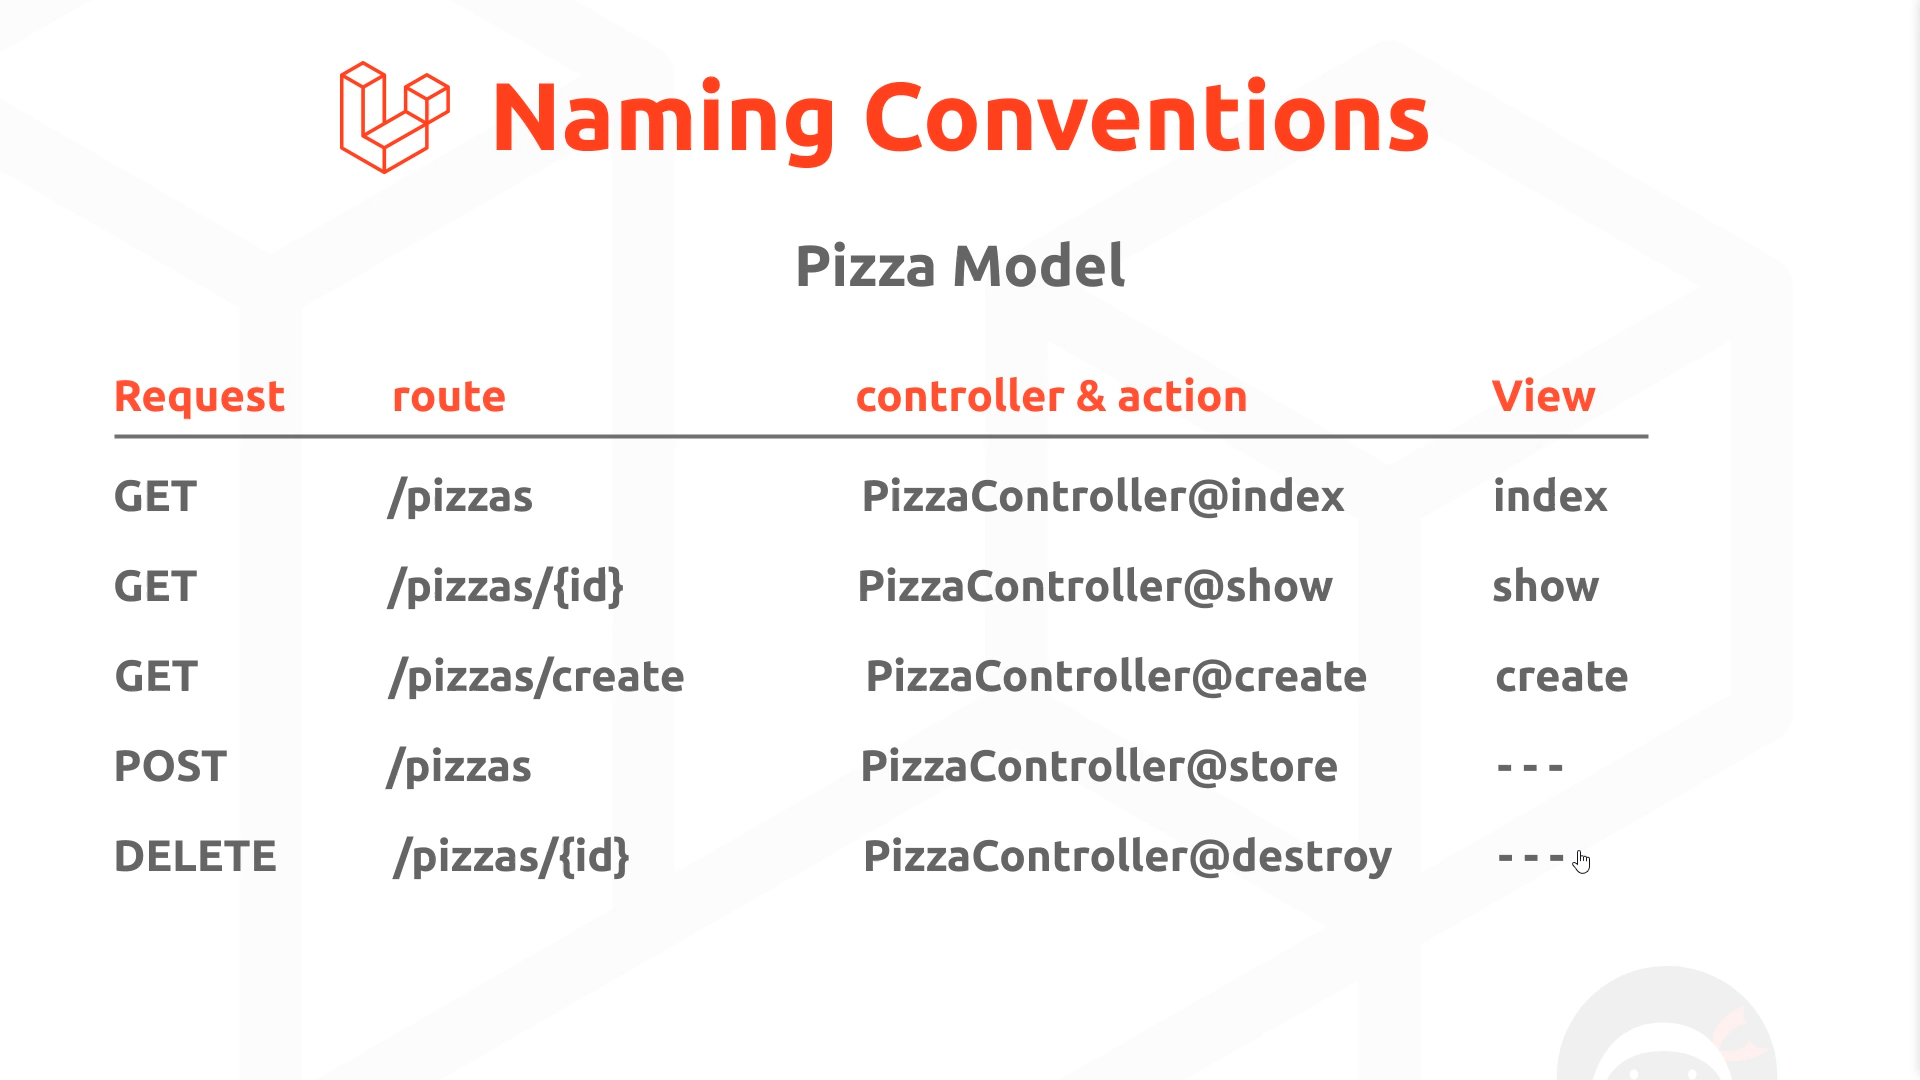 Naming Conventions
Pizza Model
Request route controller & action View
GET /pizzas PizzaController@index index
GET /pizzas/{id} PizzaController@show show
GET /pizzas/create PizzaController@create create
POST /pizzas PizzaController@store ---
DELETE /pizzas/{id} PizzaController@destroy ---